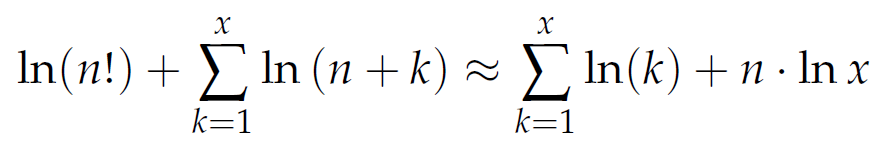 ln(n!) + ∑_{k=1}^{x} ln (n + k) ≈ ∑_{k=1}^{x} ln(k) + n · ln x